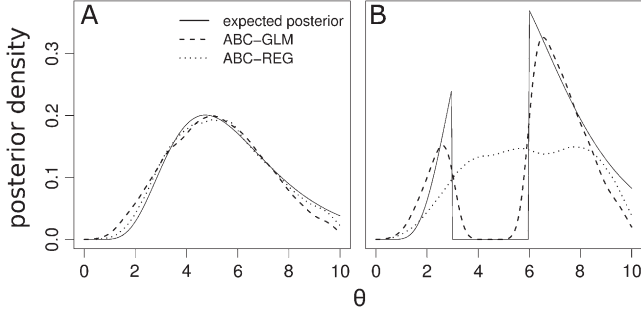 A
expected posterior
ABC−GLM
ABC−REG
B
posterior density
0.3
0.2
0.1
0.0
0 2 4 6 8 10
0 2 4 6 8 10
θ